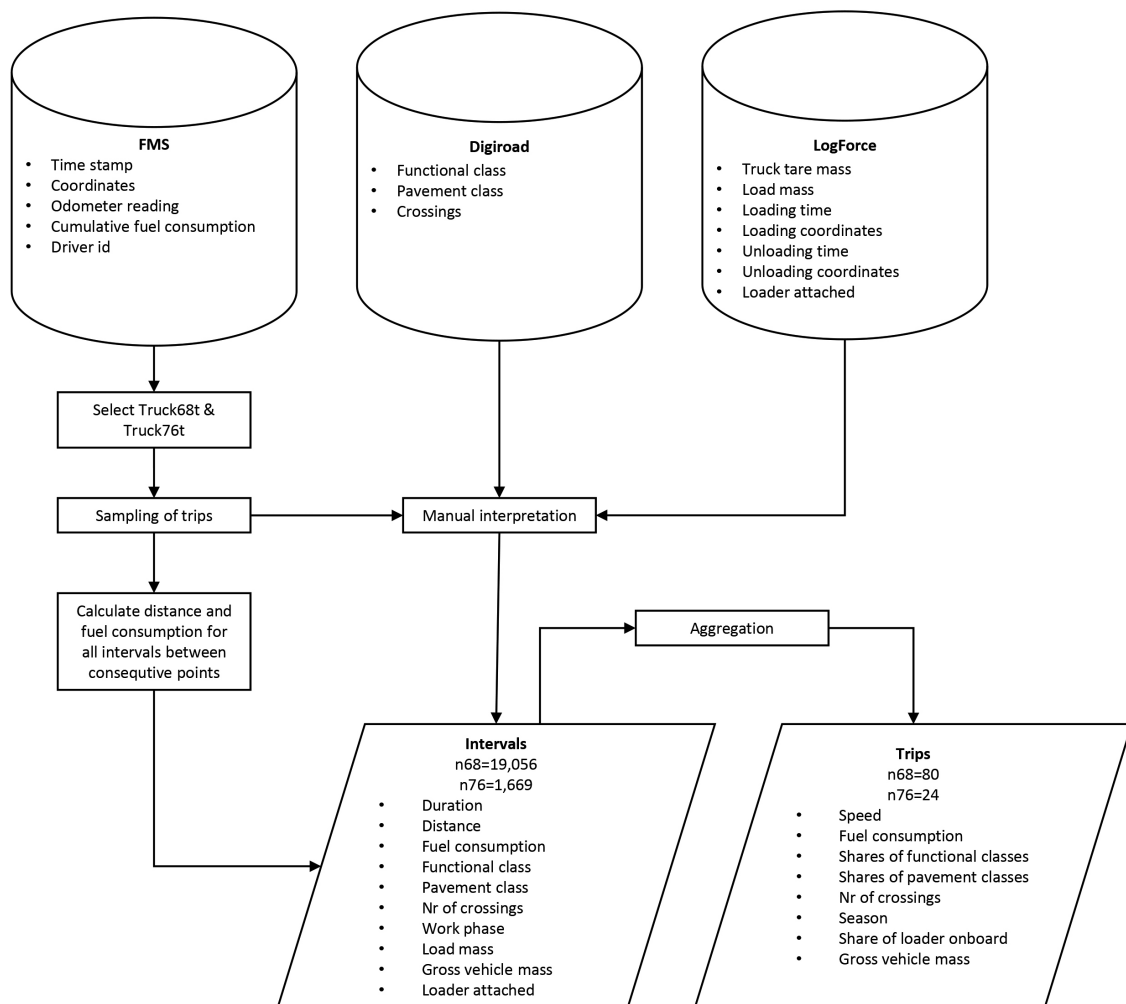 FMS
• Time stamp
• Coordinates
• Odometer reading
• Cumulative fuel consumption
• Driver id
Digiroad
• Functional class
• Pavement class
• Crossings
LogForce
• Truck tare mass
• Load mass
• Loading time
• Loading coordinates
• Unloading time
• Unloading coordinates
• Loader attached
Select Truck68t &
Truck76t
Sampling of trips
Manual interpretation
Calculate distance and
fuel consumption for
all intervals between
consequtive points
Aggregation
Intervals
n68=19,056
n76=1,669
• Duration
• Distance
• Fuel consumption
• Functional class
• Pavement class
• Nr of crossings
• Work phase
• Load mass
• Gross vehicle mass
• Loader attached
Trips
n68=80
n76=24
• Speed
• Fuel consumption
• Shares of functional classes
• Shares of pavement classes
• Nr of crossings
• Season
• Share of loader onboard
• Gross vehicle mass